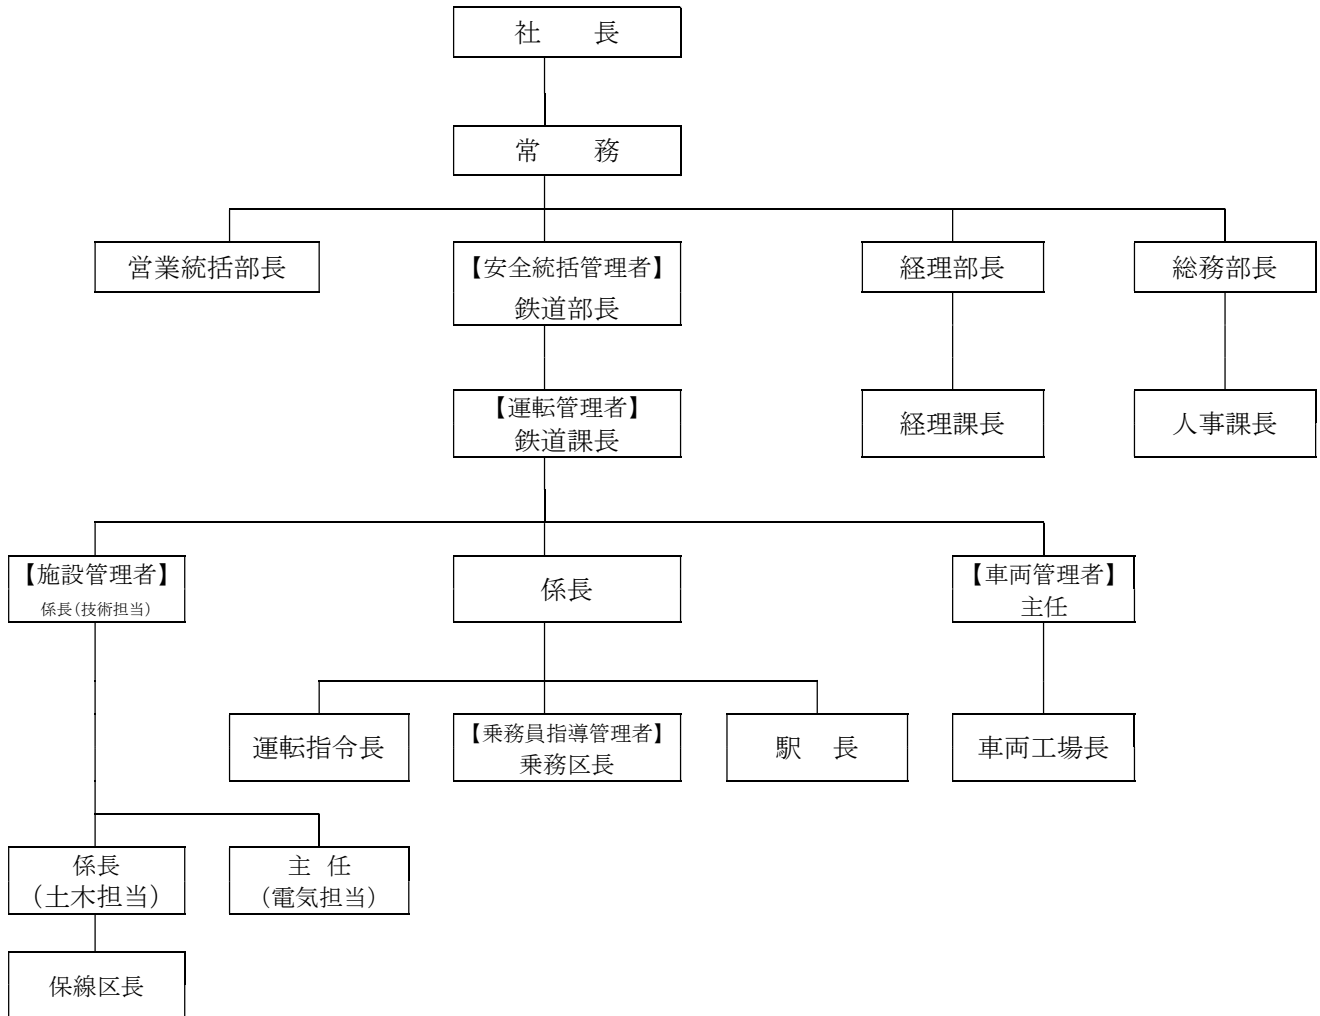 社　　長
常　　務
営業統括部長
【安全統括管理者】
鉄道部長
経理部長
総務部長
【運転管理者】
鉄道課長
経理課長
人事課長
【施設管理者】
係長(技術担当)
係長
【車両管理者】
主任
運転指令長
【乗務員指導管理者】
乗務区長
駅　長
車両工場長
係長
（土木担当）
主 任
（電気担当）
保線区長